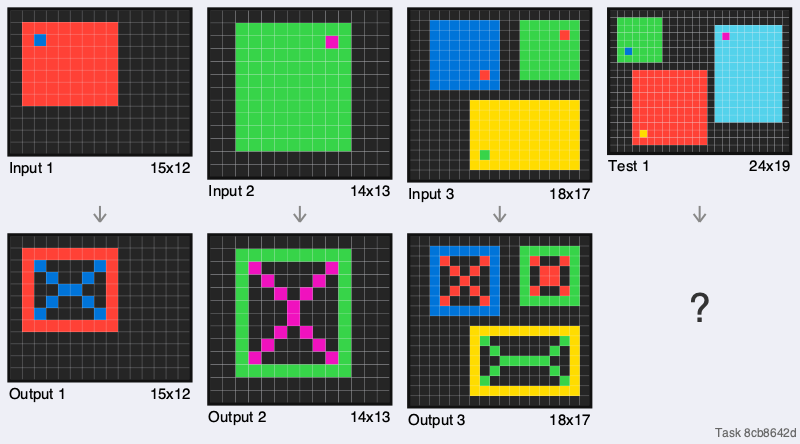 Input 1 15x12
Input 2 14x13
Input 3 18x17
Test 1 24x19
?
Output 1 15x12
Output 2 14x13
Output 3 18x17
Task 8cb8642d